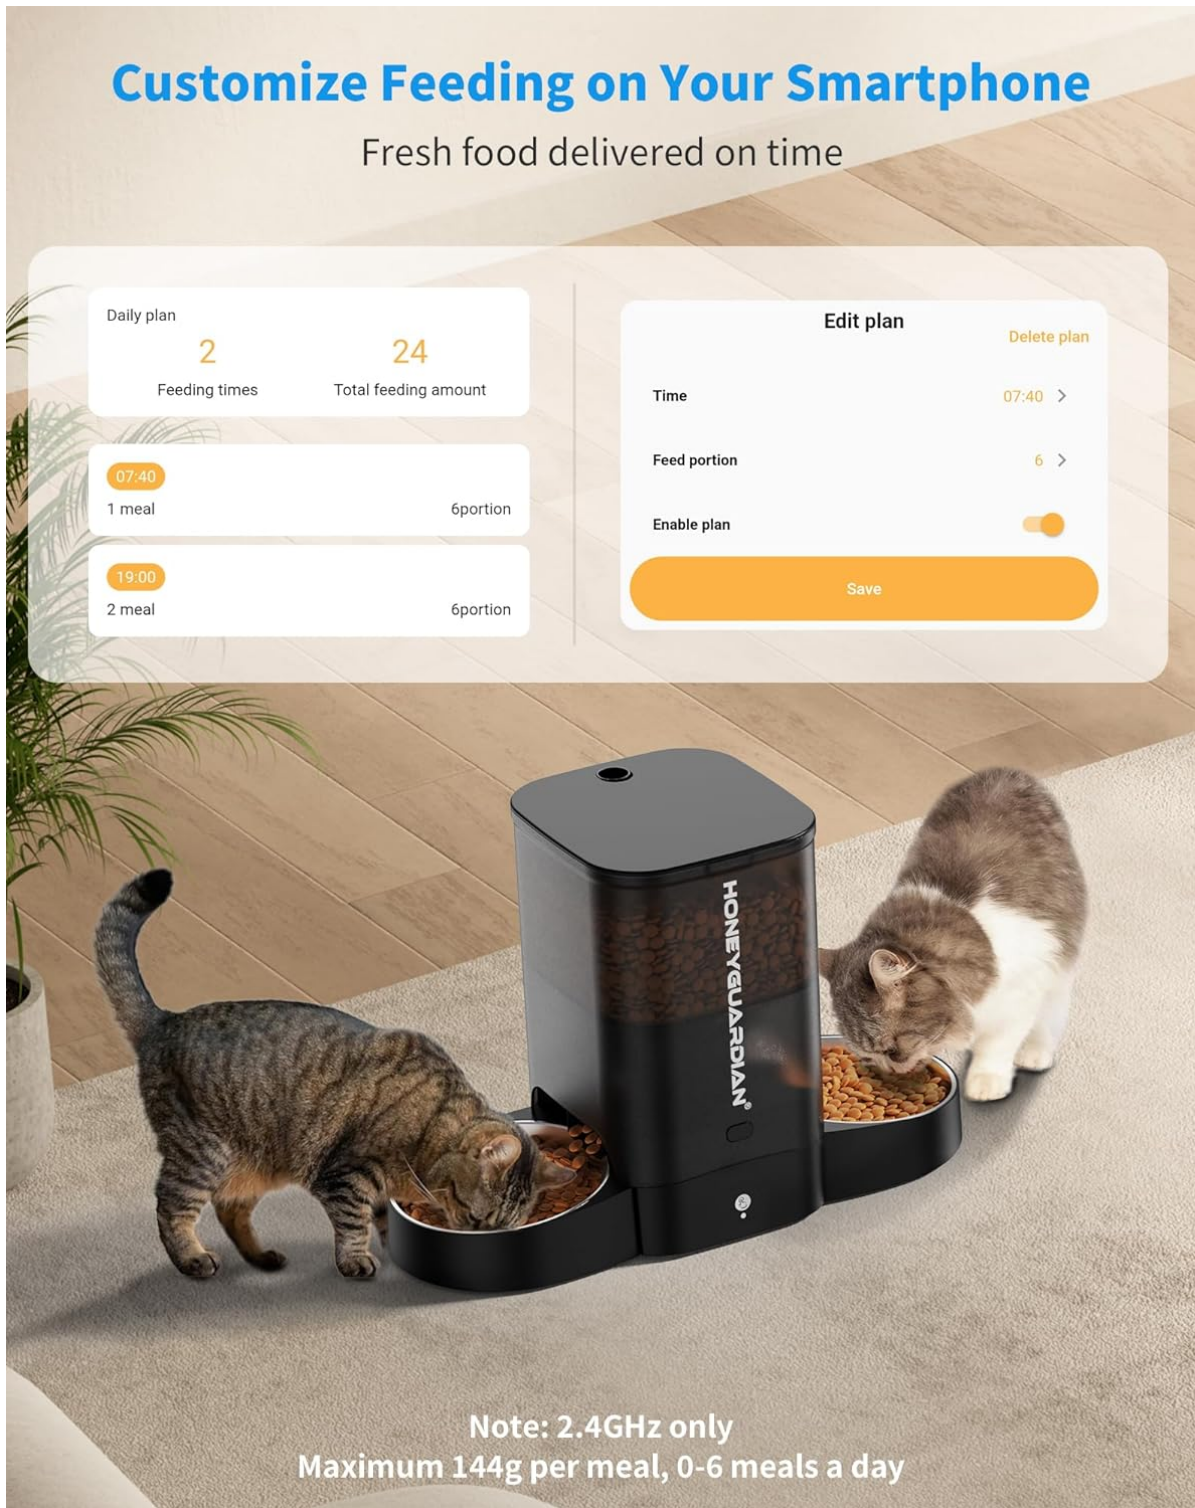 Customize Feeding on Your Smartphone
Fresh food delivered on time
Daily plan
2
24
Feeding times
Total feeding amount
07:40
1 meal
6portion
19:00
2 meal
6portion
Edit plan
Delete plan
Time
07:40
Feed portion
6
Enable plan
Save
HONEYGUARDIAN®
Note: 2.4GHz only
Maximum 144g per meal, 0-6 meals a day